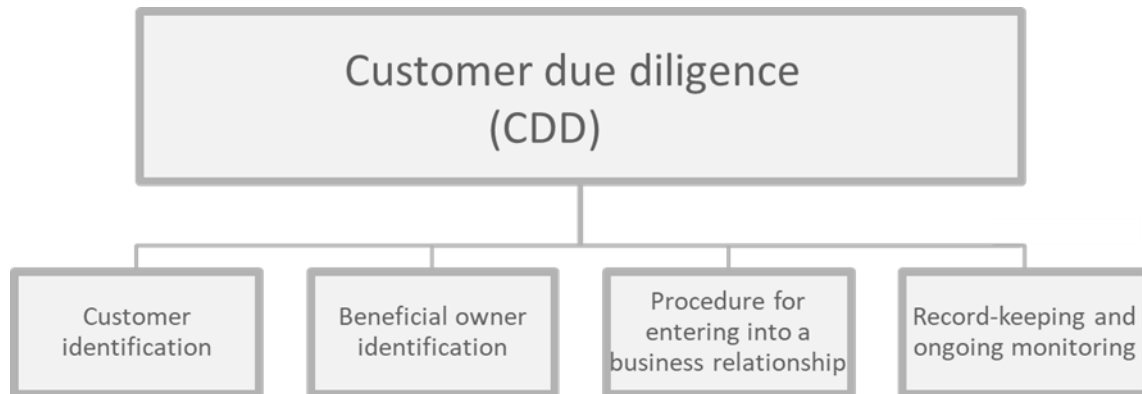 Customer due diligence
(CDD)
Customer
identification
Beneficial owner
identification
Procedure for
entering into a
business relationship
Record-keeping and
ongoing monitoring